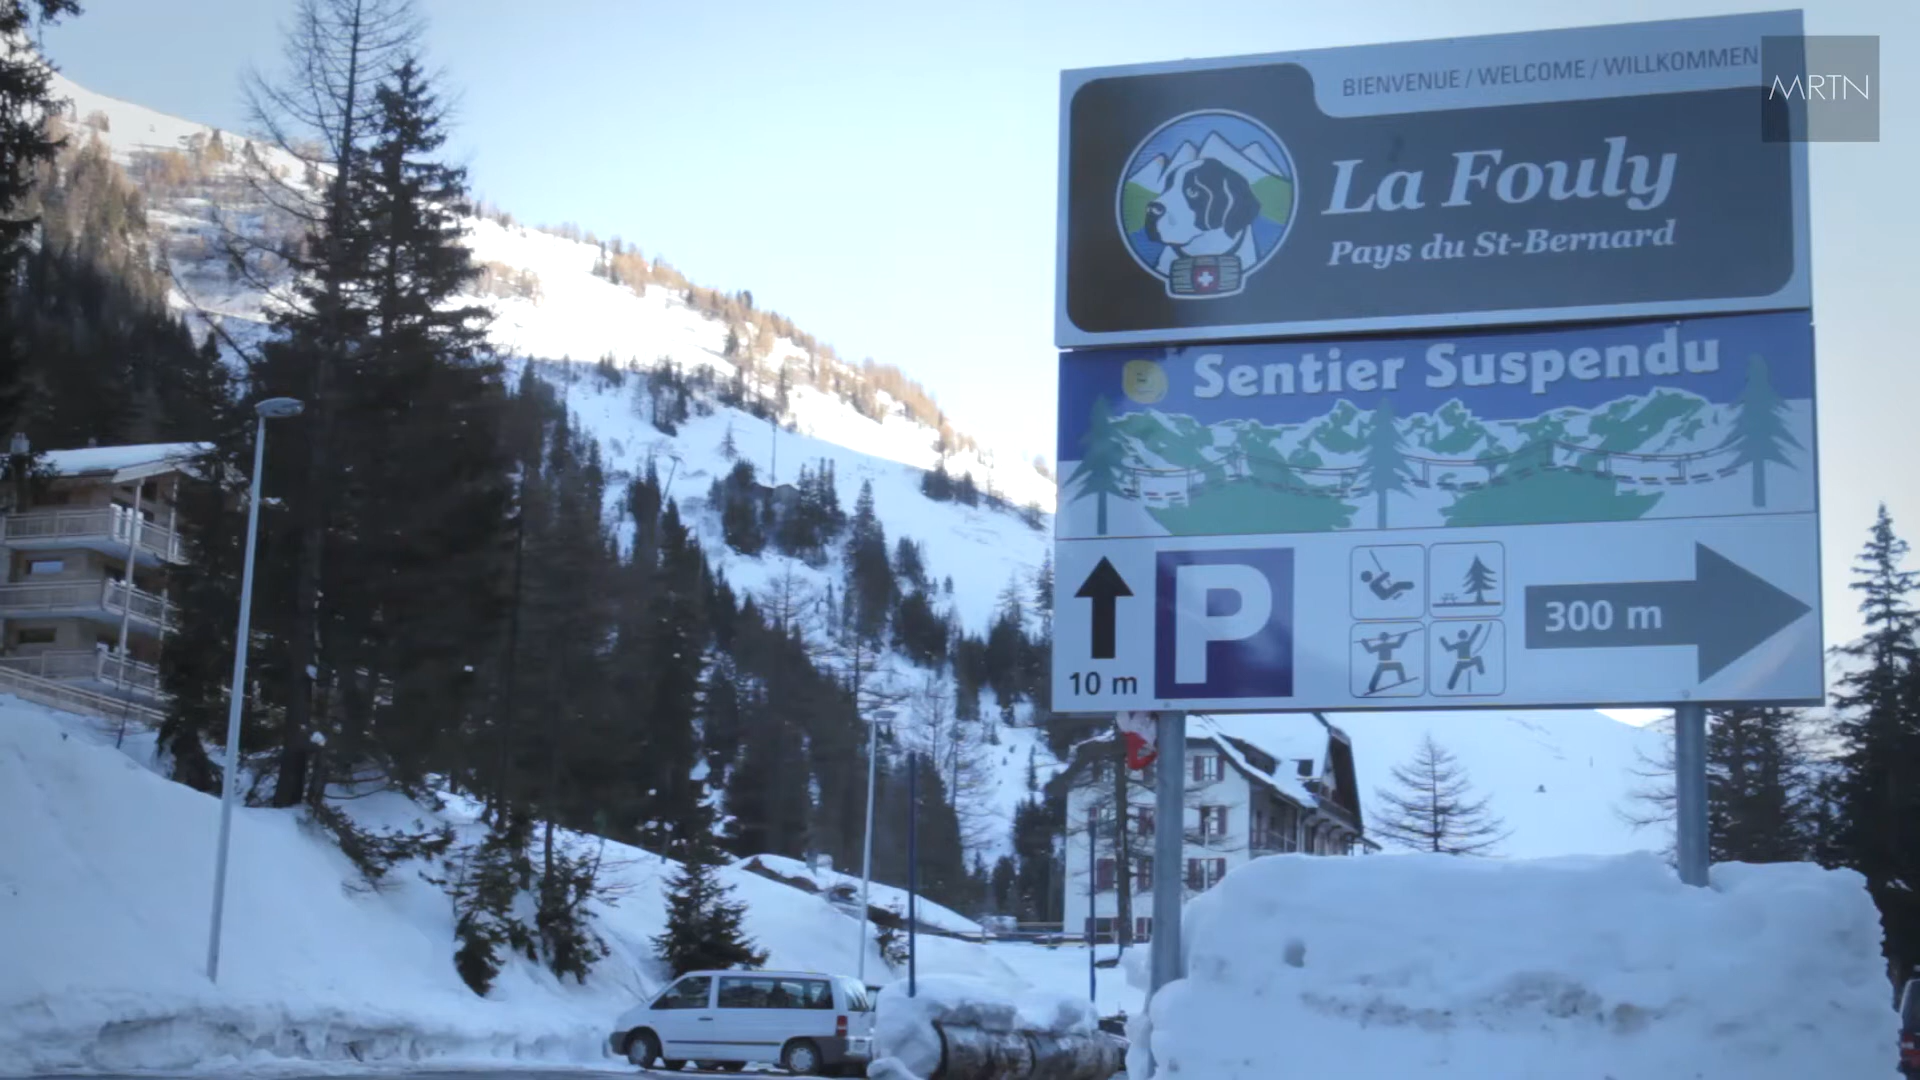 BIENVENUE / WELCOME / WILLKOMMEN
MRTN
La Fouly
Pays du St-Bernard
Sentier Suspendu
P
300 m
10 m